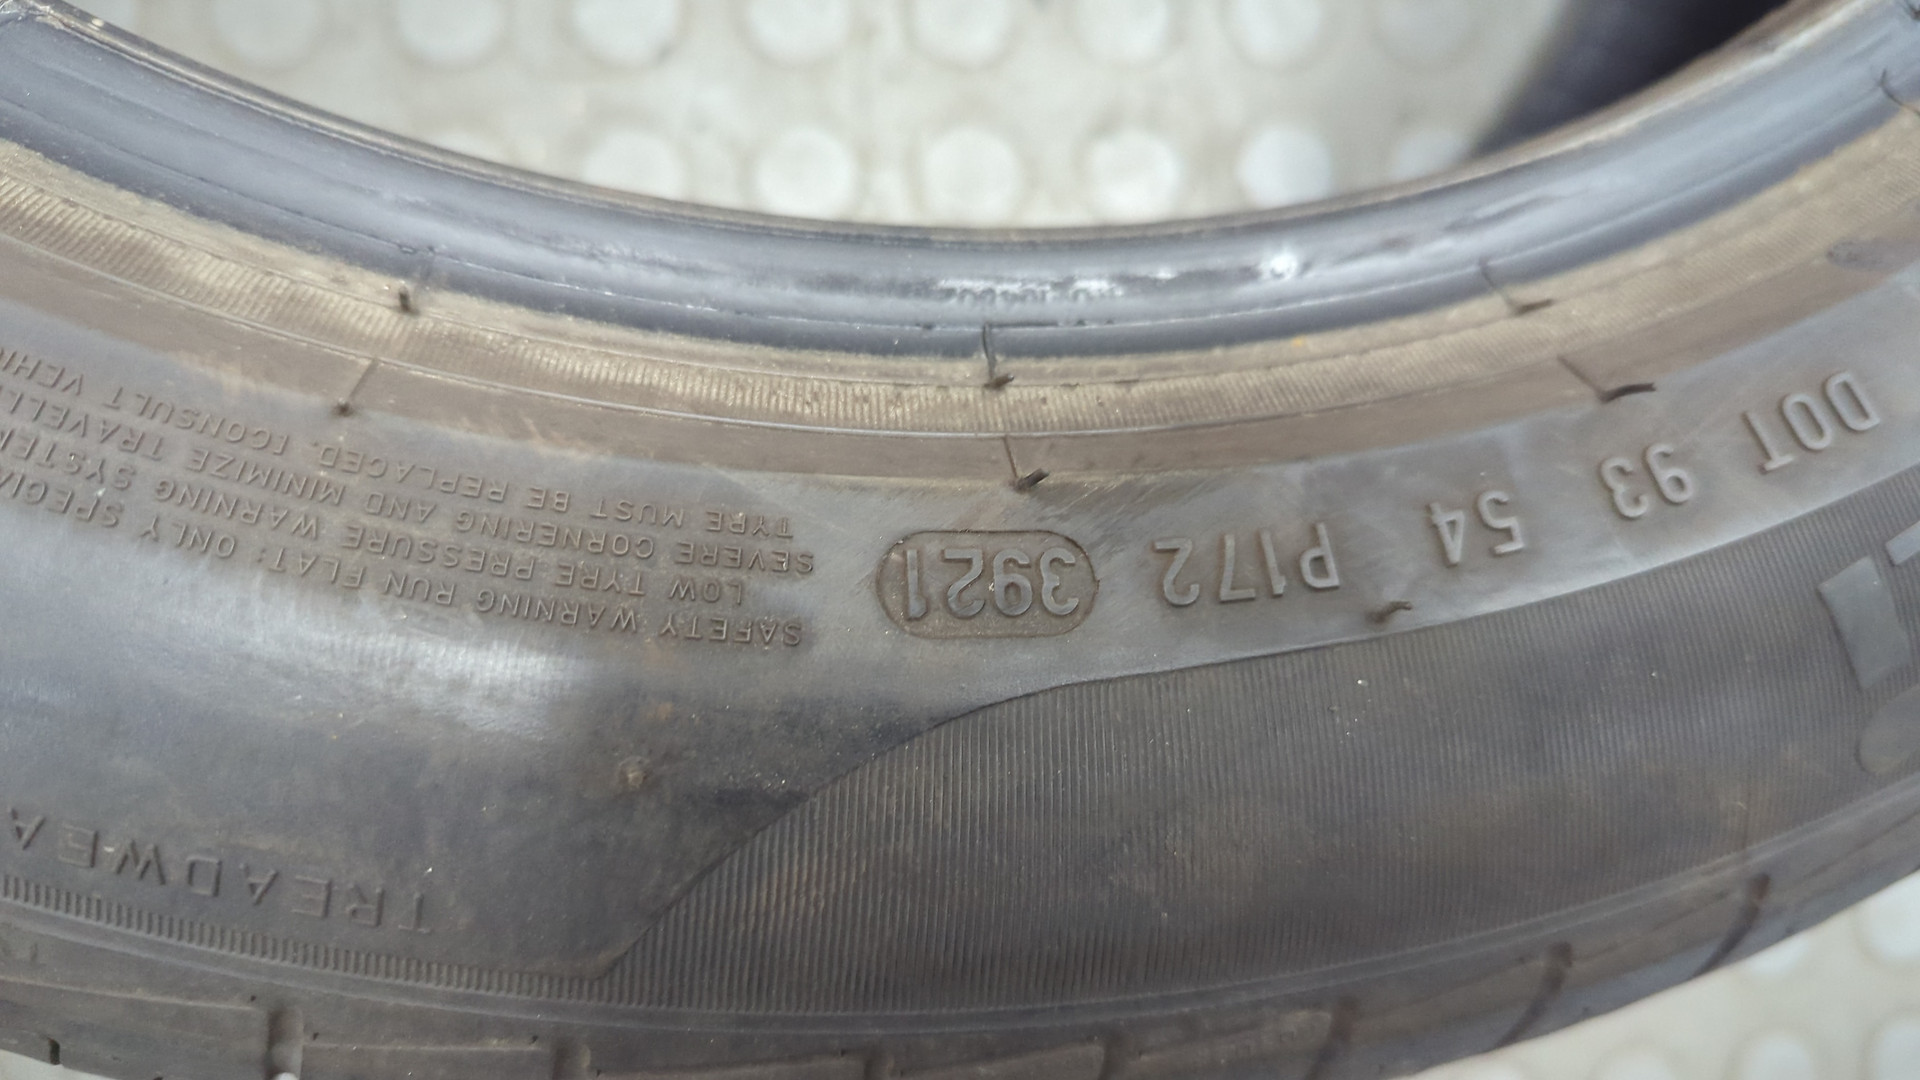 DOT 93 54 P172 3921
SAFETY WARNING RUN FLAT: ONLY SPECIA
LOW TYRE PRESSURE WARNING SYSTE
SEVERE CORNERING AND MINIMIZE TRAVELL
TYRE MUST BE REPLACED. (CONSULT VEHI
TREADWEA